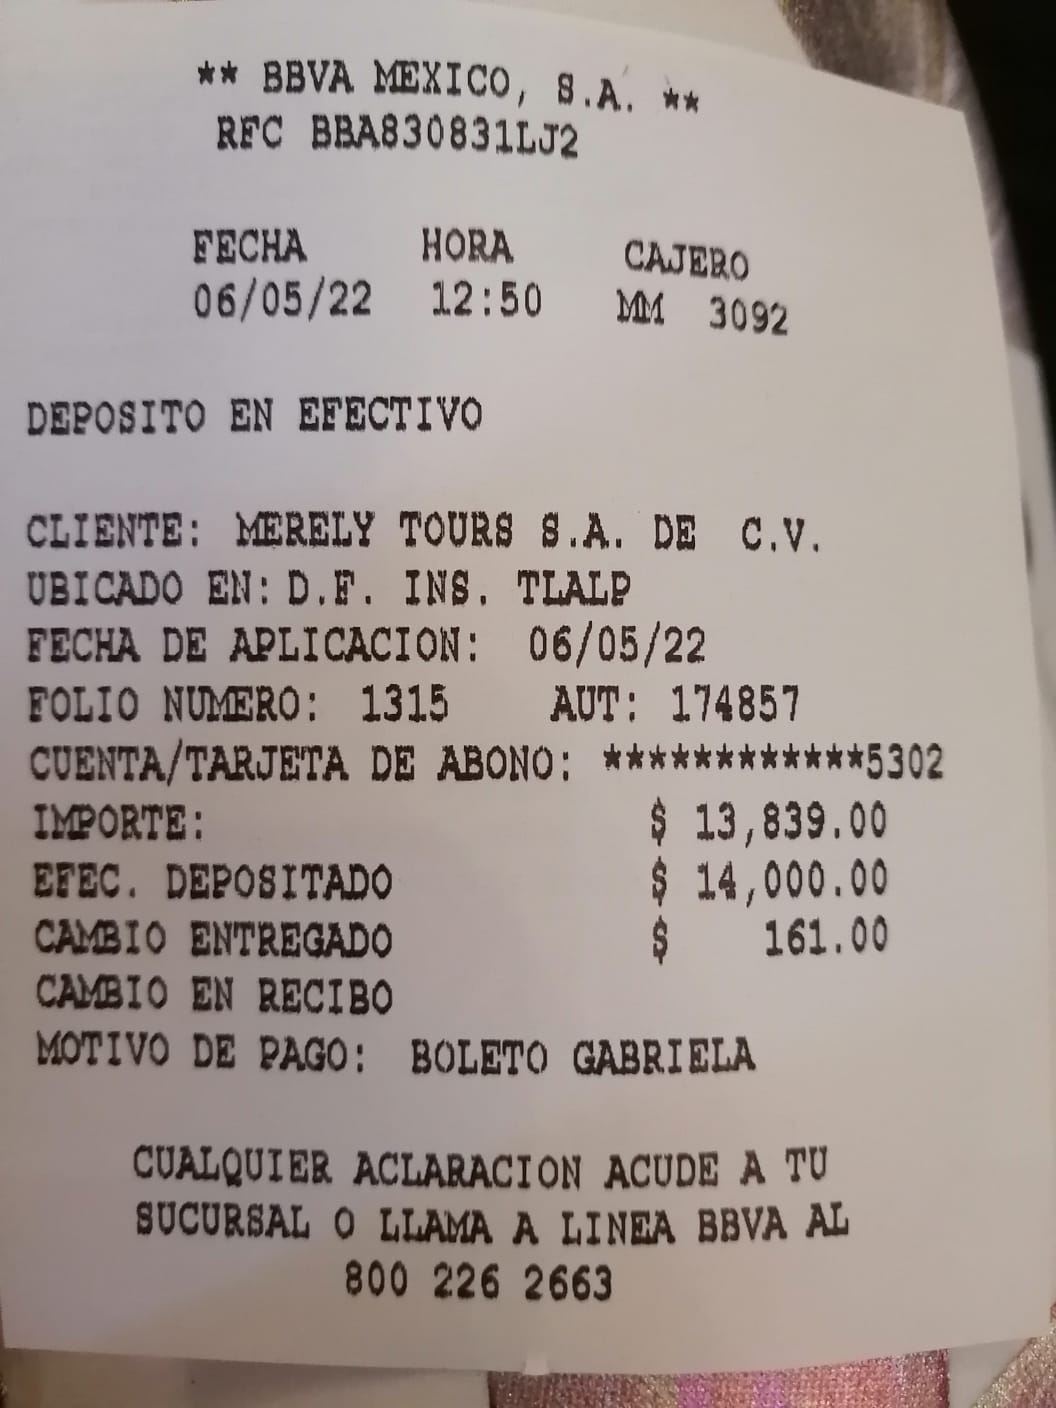 ** BBVA MEXICO, S.A. **
RFC BBA830831LJ2
FECHA HORA CAJERO
06/05/22 12:50 MM 3092
DEPOSITO EN EFECTIVO
CLIENTE: MERELY TOURS S.A. DE C.V.
UBICADO EN: D.F. INS. TLALP
FECHA DE APLICACION: 06/05/22
FOLIO NUMERO: 1315 AUT: 174857
CUENTA/TARJETA DE ABONO: ************5302
IMPORTE: $ 13,839.00
EFEC. DEPOSITADO $ 14,000.00
CAMBIO ENTREGADO $ 161.00
CAMBIO EN RECIBO
MOTIVO DE PAGO: BOLETO GABRIELA
CUALQUIER ACLARACION ACUDE A TU
SUCURSAL O LLAMA A LINEA BBVA AL
800 226 2663